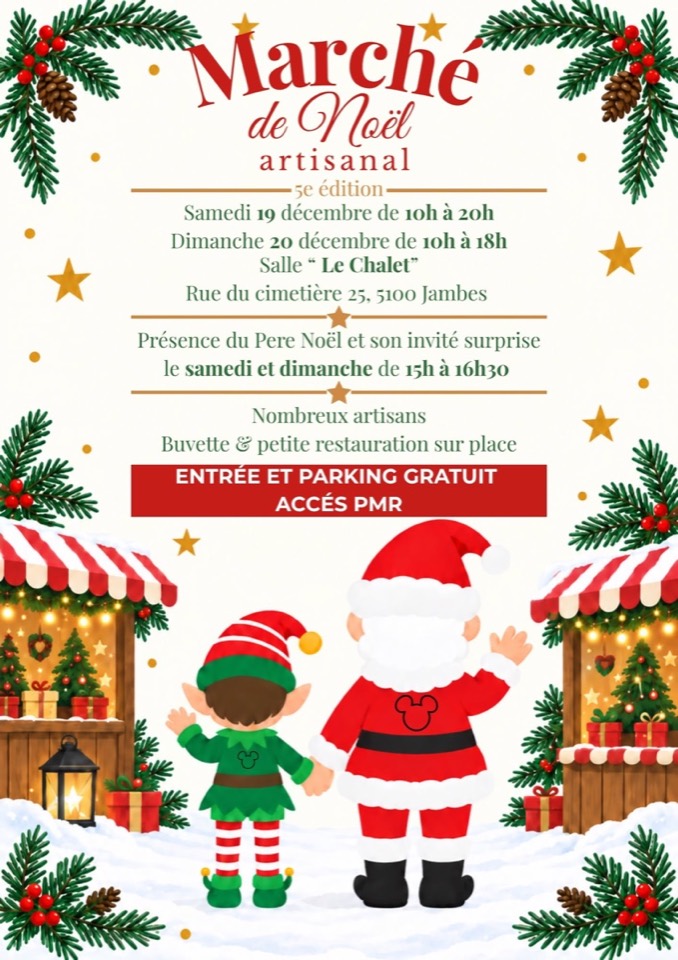 Marché
de Noël
artisanal
5e édition
Samedi 19 décembre de 10h à 20h
Dimanche 20 décembre de 10h à 18h
Salle “ Le Chalet”
Rue du cimetière 25, 5100 Jambes
Présence du Pere Noël et son invité surprise
le samedi et dimanche de 15h à 16h30
Nombreux artisans
Buvette & petite restauration sur place
ENTRÉE ET PARKING GRATUIT
ACCÉS PMR